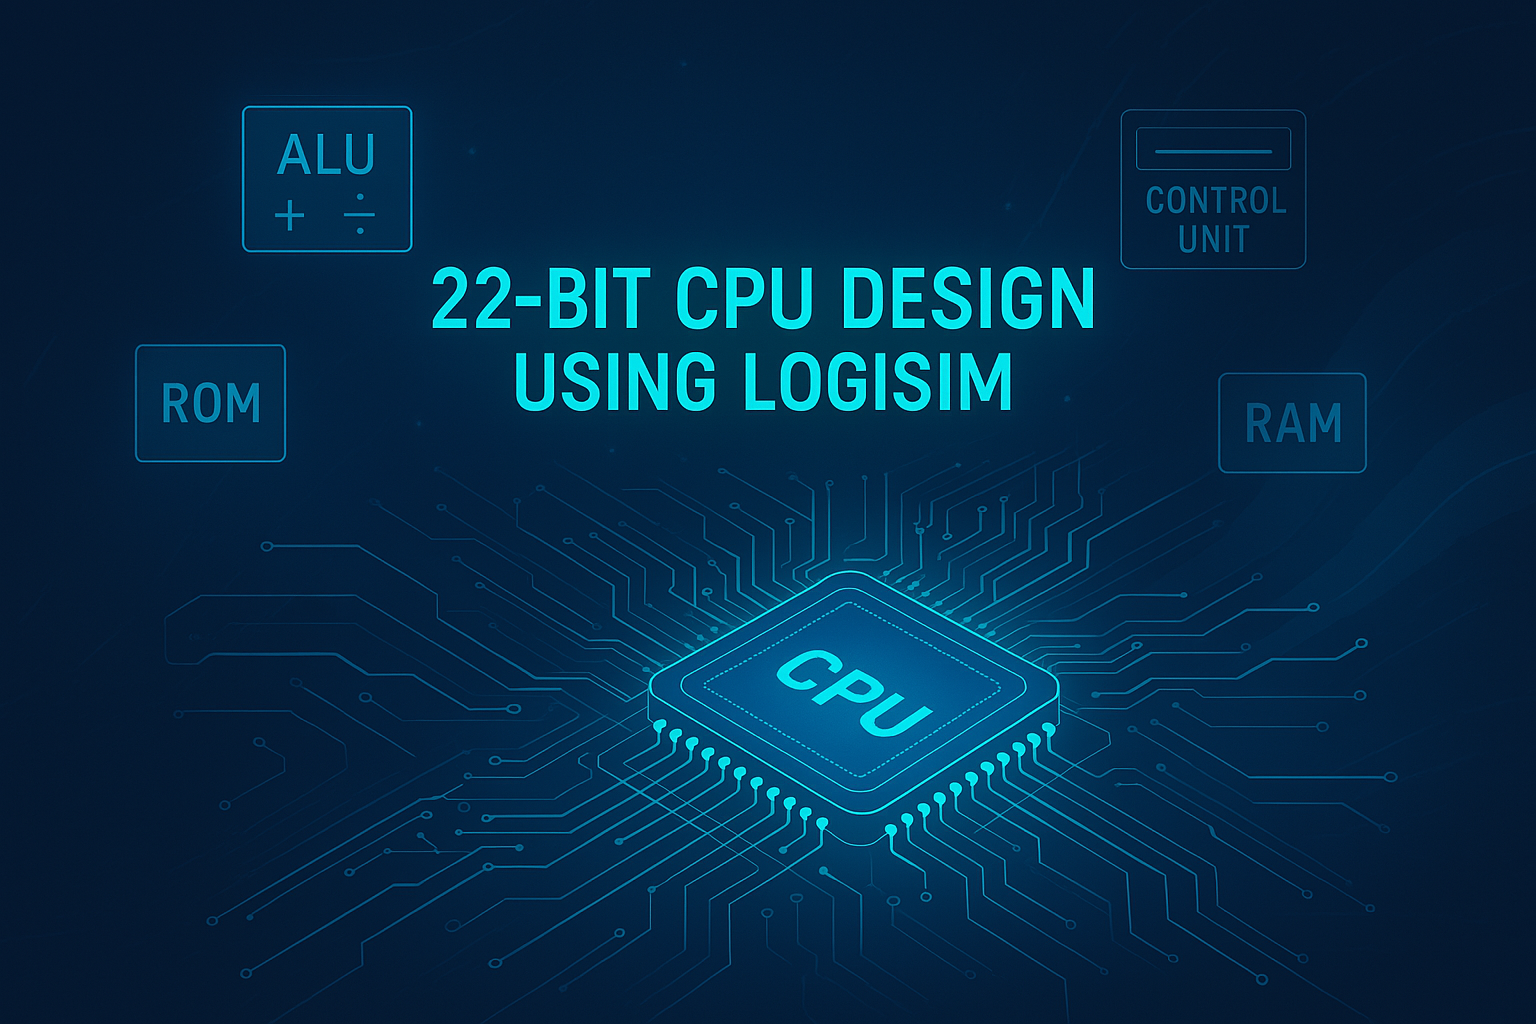 ALU
+ ÷
CONTROL
UNIT
22-BIT CPU DESIGN
USING LOGISIM
ROM
RAM
CPU